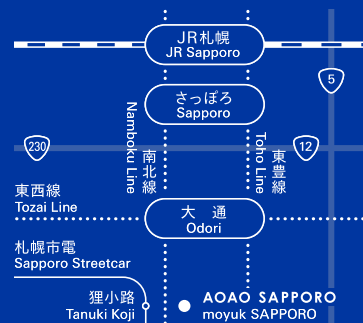 JR札幌
JR Sapporo
5
さっぽろ
Sapporo
230
12
Namboku Line
南北線
Toho Line
東豊線
東西線
Tozai Line
大 通
Odori
札幌市電
Sapporo Streetcar
狸小路
Tanuki Koji
AOAO SAPPORO
moyuk SAPPORO